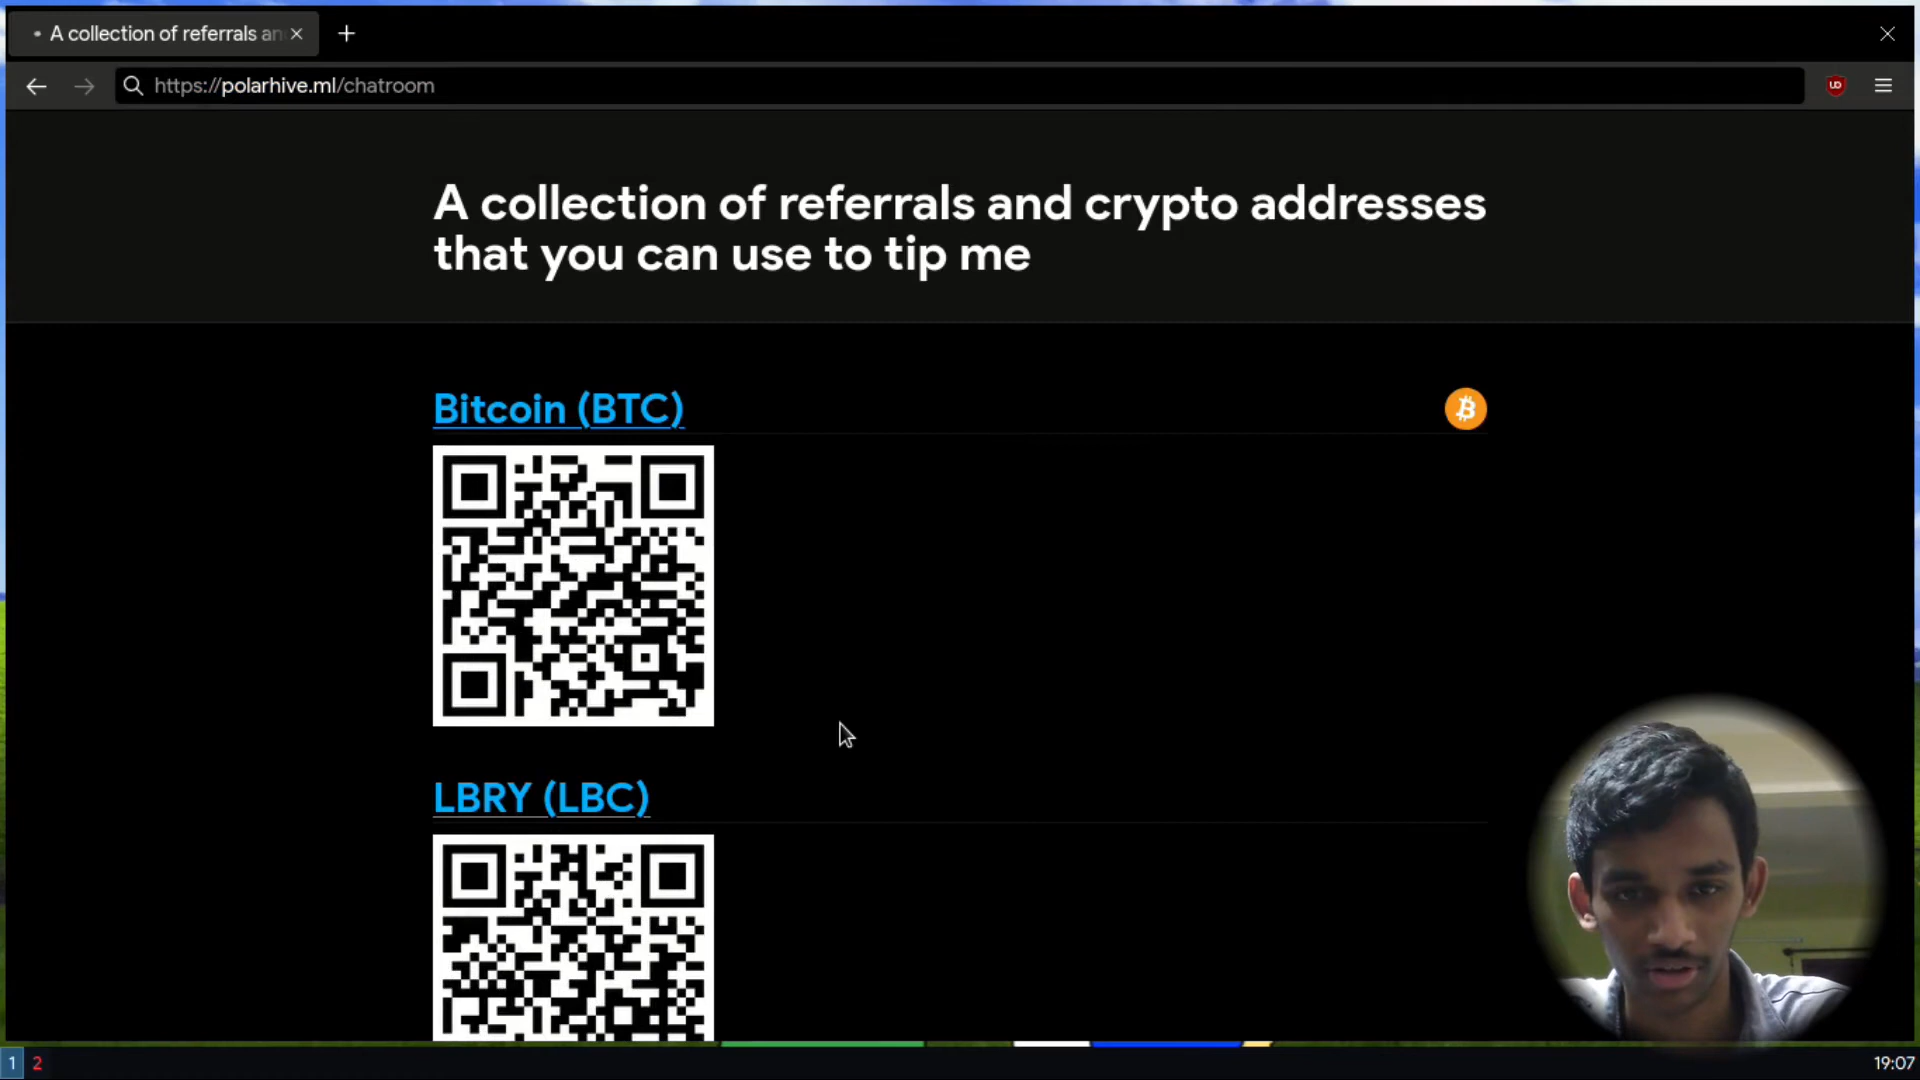 A collection of referrals an
https://polarhive.ml/chatroom
A collection of referrals and crypto addresses
that you can use to tip me
Bitcoin (BTC)
LBRY (LBC)
1 2
19:07